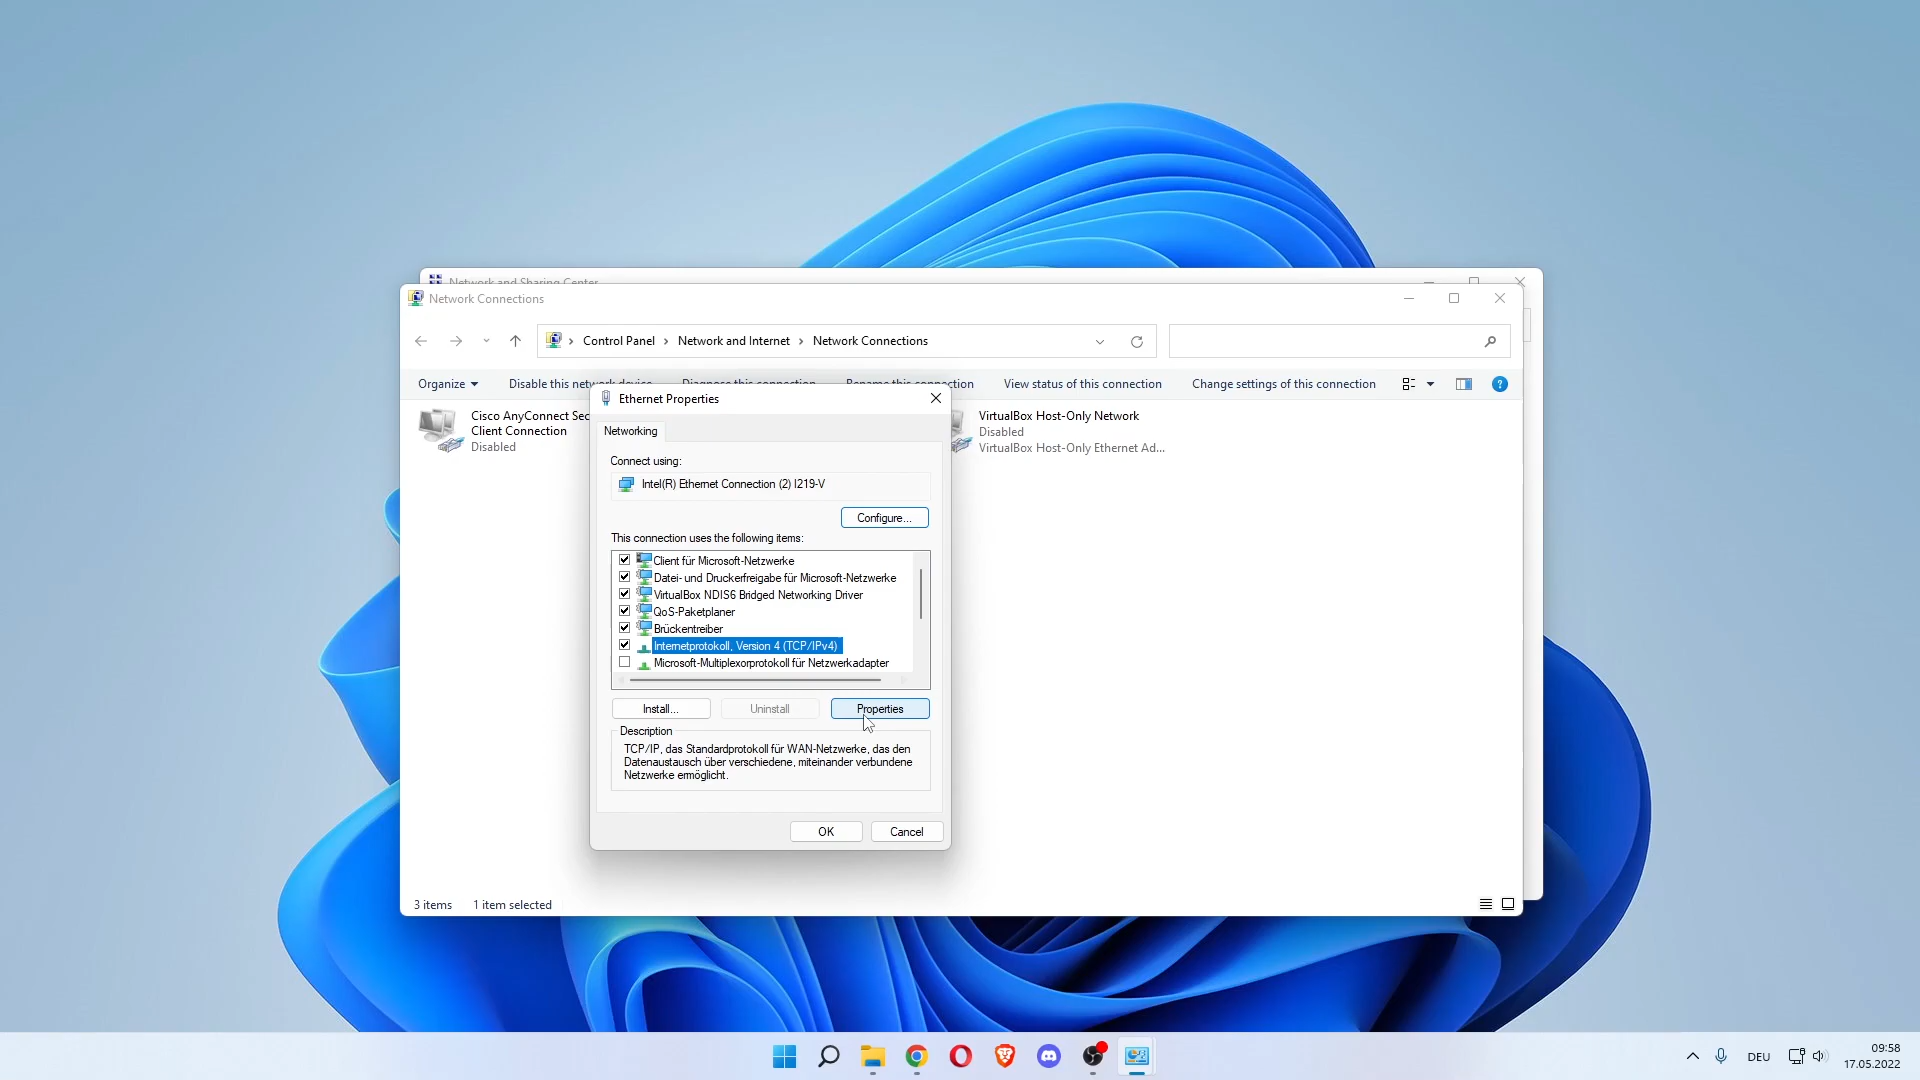 Network and Sharing Center
Network Connections
Control Panel > Network and Internet > Network Connections
Organize
Disable this network device
Diagnose this connection
Rename this connection
View status of this connection
Change settings of this connection
Cisco AnyConnect Sec
Client Connection
Disabled
VirtualBox Host-Only Network
Disabled
VirtualBox Host-Only Ethernet Ad...
Ethernet Properties
Networking
Connect using:
Intel(R) Ethernet Connection (2) I219-V
Configure...
This connection uses the following items:
Client für Microsoft-Netzwerke
Datei- und Druckerfreigabe für Microsoft-Netzwerke
VirtualBox NDIS6 Bridged Networking Driver
QoS-Paketplaner
Brückentreiber
Internetprotokoll, Version 4 (TCP/IPv4)
Microsoft-Multiplexorprotokoll für Netzwerkadapter
Install...
Uninstall
Properties
Description
TCP/IP, das Standardprotokoll für WAN-Netzwerke, das den
Datenaustausch über verschiedene, miteinander verbundene
Netzwerke ermöglicht.
OK
Cancel
3 items
1 item selected
DEU
09:58
17.05.2022